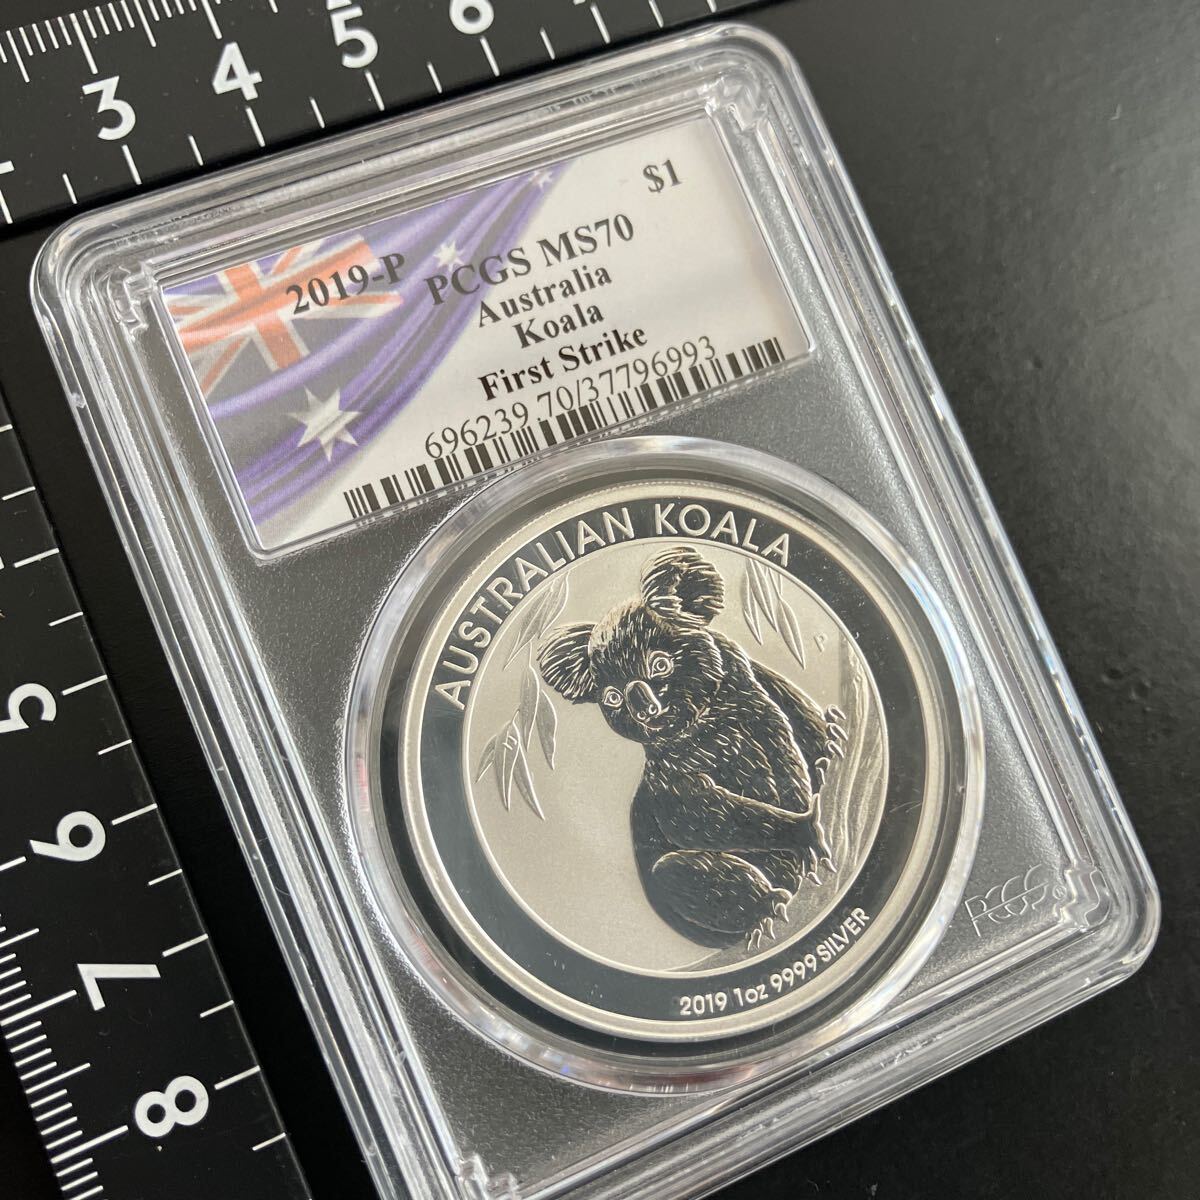 3 4 5 6
2019-P
$1
PCGS MS70
Australia
Koala
First Strike
696239.70/37796993
AUSTRALIAN KOALA
P
2019 1oz 9999 SILVER
PCGS
5
6
7
8